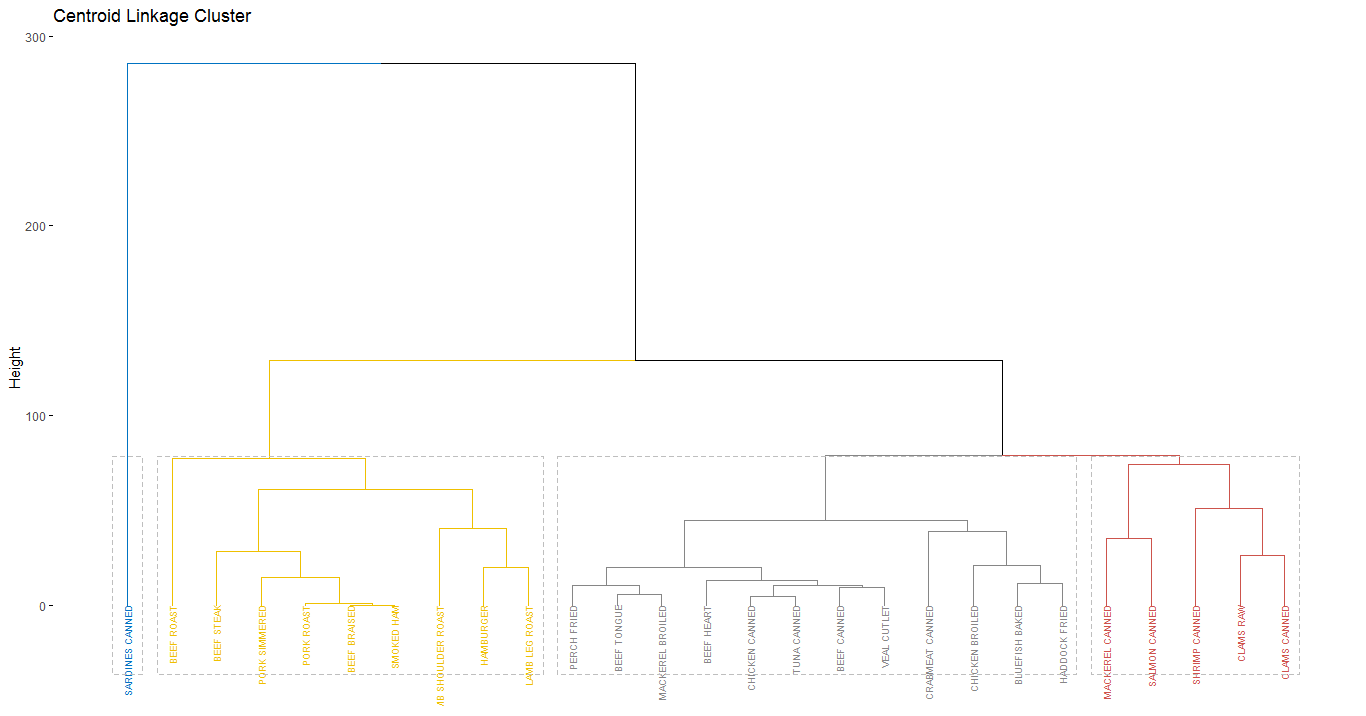 Centroid Linkage Cluster
300
200
100
0
Height
SARDINES CANNED
BEEF ROAST
BEEF STEAK
PORK SIMMERED
PORK ROAST
BEEF BRAISED
SMOKED HAM
MB SHOULDER ROAST
HAMBURGER
LAMB LEG ROAST
PERCH FRIED
BEEF TONGUE
MACKEREL BROILED
BEEF HEART
CHICKEN CANNED
TUNA CANNED
BEEF CANNED
VEAL CUTLET
CRABMEAT CANNED
CHICKEN BROILED
BLUEFISH BAKED
HADDOCK FRIED
MACKEREL CANNED
SALMON CANNED
SHRIMP CANNED
CLAMS RAW
CLAMS CANNED